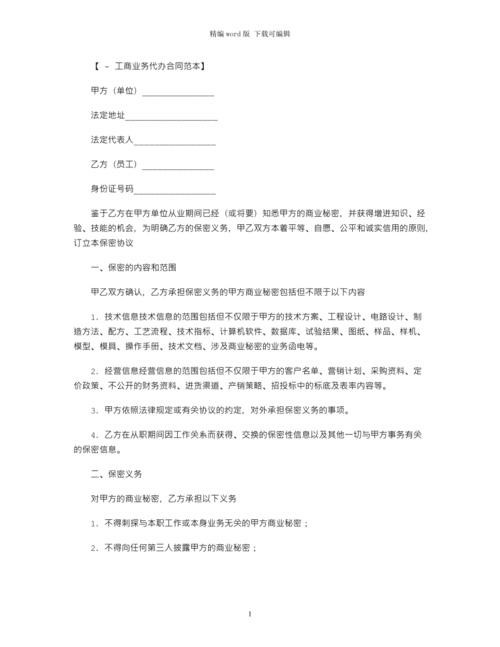 精编word版 下载可编辑
【 - 工商业务代办合同范本】
甲方（单位）_______________
法定地址___________________
法定代表人_________________
乙方（员工）_______________
身份证号码_________________
鉴于乙方在甲方单位从业期间已经（或将要）知悉甲方的商业秘密，并获得增进知识、经
验、技能的机会，为明确乙方的保密义务，甲乙双方本着平等、自愿、公平和诚实信用的原则，
订立本保密协议
一、保密的内容和范围
甲乙双方确认，乙方承担保密义务的甲方商业秘密包括但不限于以下内容
1．技术信息技术信息的范围包括但不仅限于甲方的技术方案、工程设计、电路设计、制
造方法、配方、工艺流程、技术指标、计算机软件、数据库、试验结果、图纸、样品、样机、
模型、模具、操作手册、技术文档、涉及商业秘密的业务函电等。
2．经营信息经营信息的范围包括但不仅限于甲方的客户名单、营销计划、采购资料、定
价政策、不公开的财务资料、进货渠道、产销策略、招投标中的标底及表率内容等。
3．甲方依照法律规定或有关协议的约定，对外承担保密义务的事项。
4．乙方在从职期间因工作关系而获得、交换的保密性信息以及其他一切与甲方事务有关
的保密信息。
二、保密义务
对甲方的商业秘密，乙方承担以下义务
1．不得刺探与本职工作或本身业务无关的甲方商业秘密；
2．不得向任何第三人披露甲方的商业秘密；
1